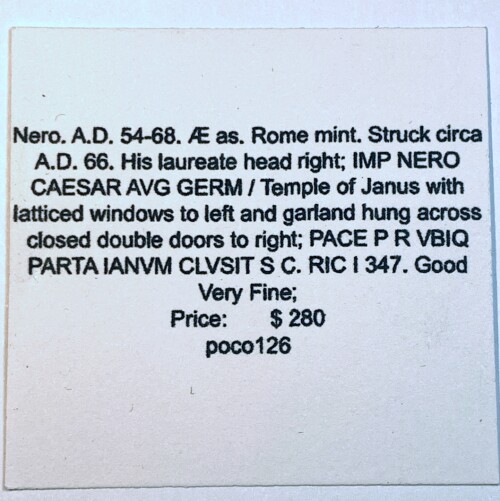 Nero. A.D. 54-68. Æ as. Rome mint. Struck circa
A.D. 66. His laureate head right; IMP NERO
CAESAR AVG GERM / Temple of Janus with
latticed windows to left and garland hung across
closed double doors to right; PACE P R VBIQ
PARTA IANVM CLVSIT S C. RIC I 347. Good
Very Fine;
Price: $ 280
poco126